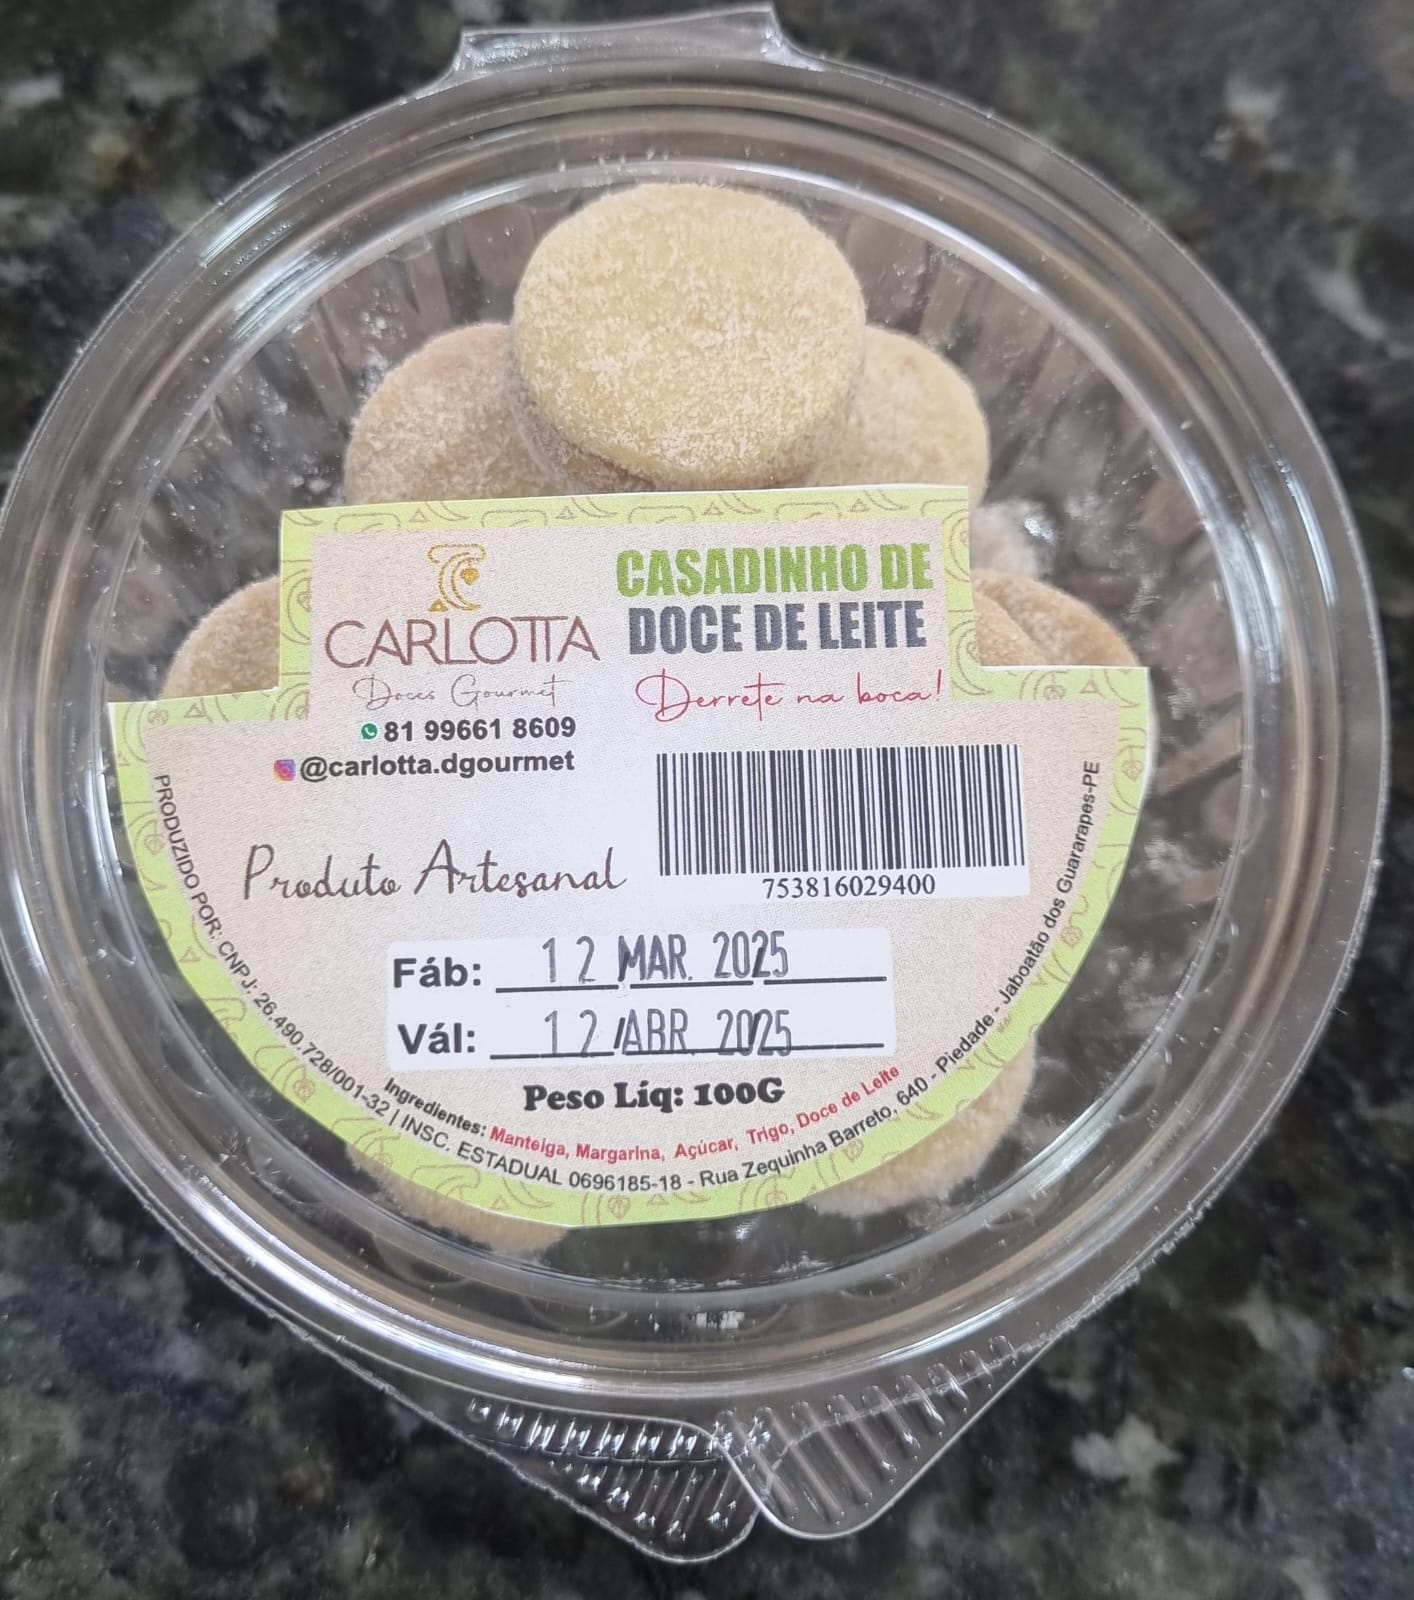 CARLOTTA
Doces Gourmet
81 99661 8609
@carlotta.dgourmet
CASADINHO DE
DOCE DE LEITE
Derrete na boca!
Produto Artesanal
753816029400
Fáb: 12 MAR. 2025
Vál: 12 ABR 2025
Peso Líq: 100G
Ingredientes: Manteiga, Margarina, Açúcar, Trigo, Doce de Leite
PRODUZIDO POR: CNPJ: 26.490.728/001-32 | INSC. ESTADUAL 0696185-18 - Rua Zequinha Barreto, 640 - Piedade - Jaboatão dos Guararapes-PE